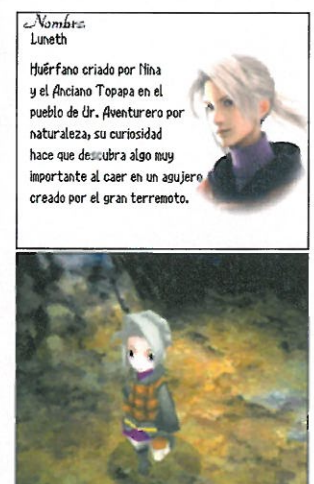 Nombre
Luneth
Huérfano criado por Nina
y el Anciano Topapa en el
pueblo de Ur. Aventurero por
naturaleza, su curiosidad
hace que descubra algo muy
importante al caer en un agujero
creado por el gran terremoto.